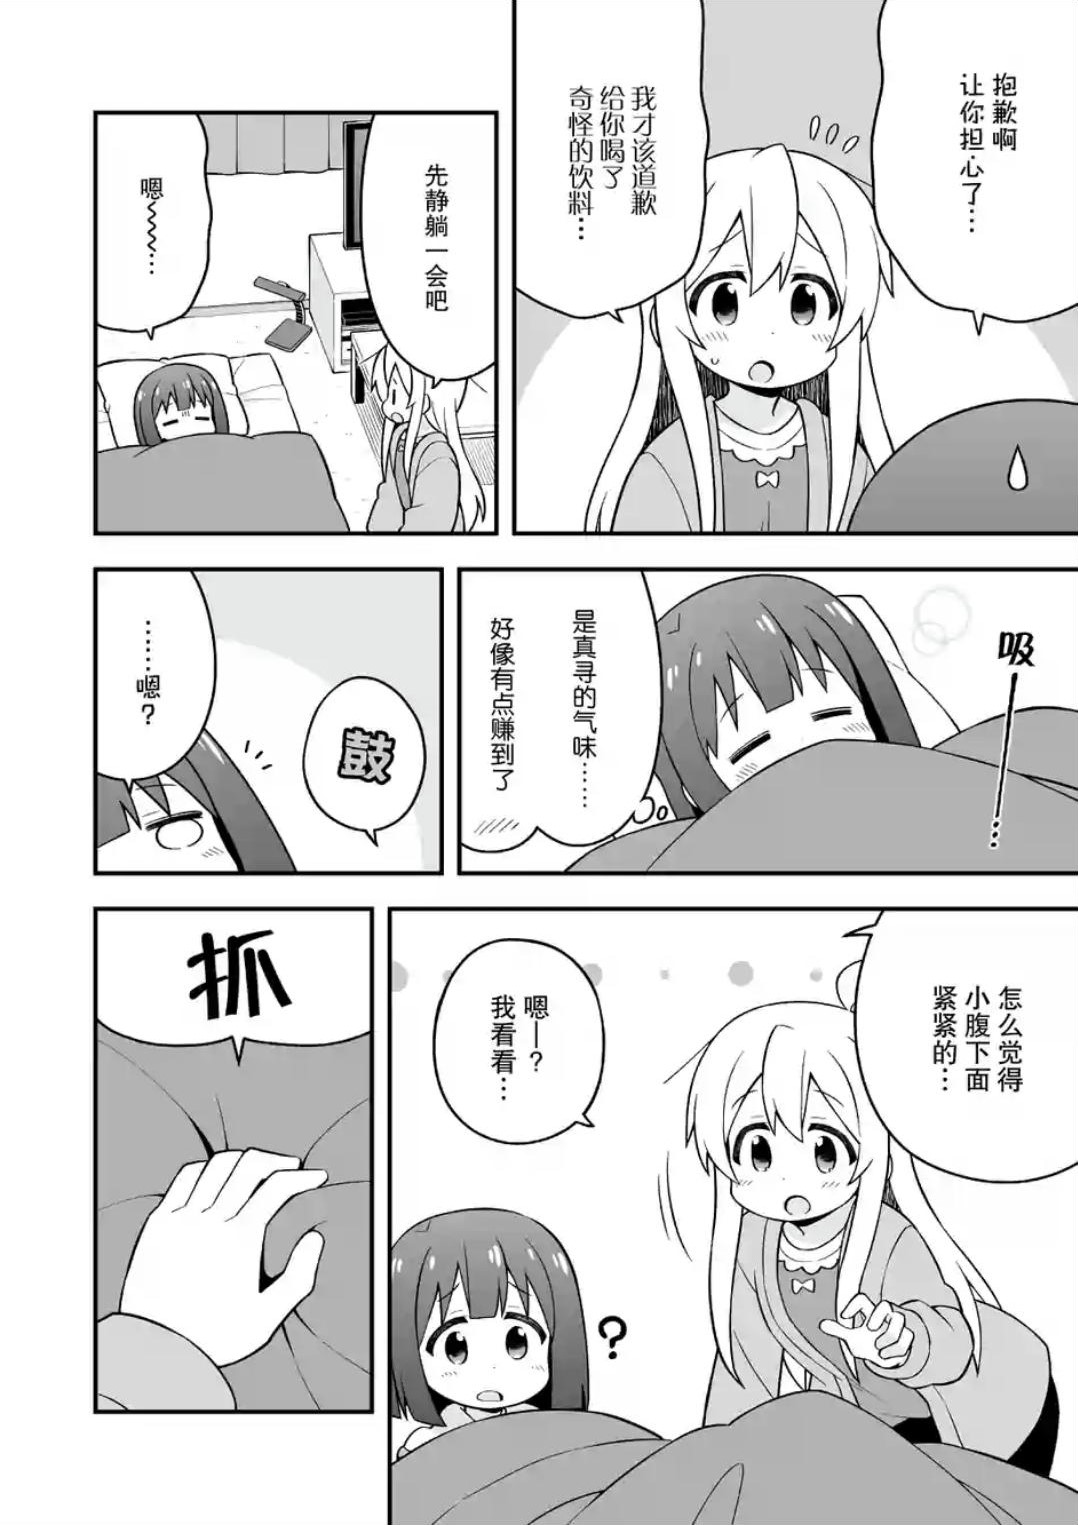 抱歉啊
让你担心了…
我才该道歉
给你喝了
奇怪的饮料…
先静躺一会吧
嗯~~~~~…
吸……
是真寻的气味……
好像有点赚到了
鼓
……嗯？
怎么觉得
小腹下面
紧紧的…
嗯—？
我看看…
？
抓